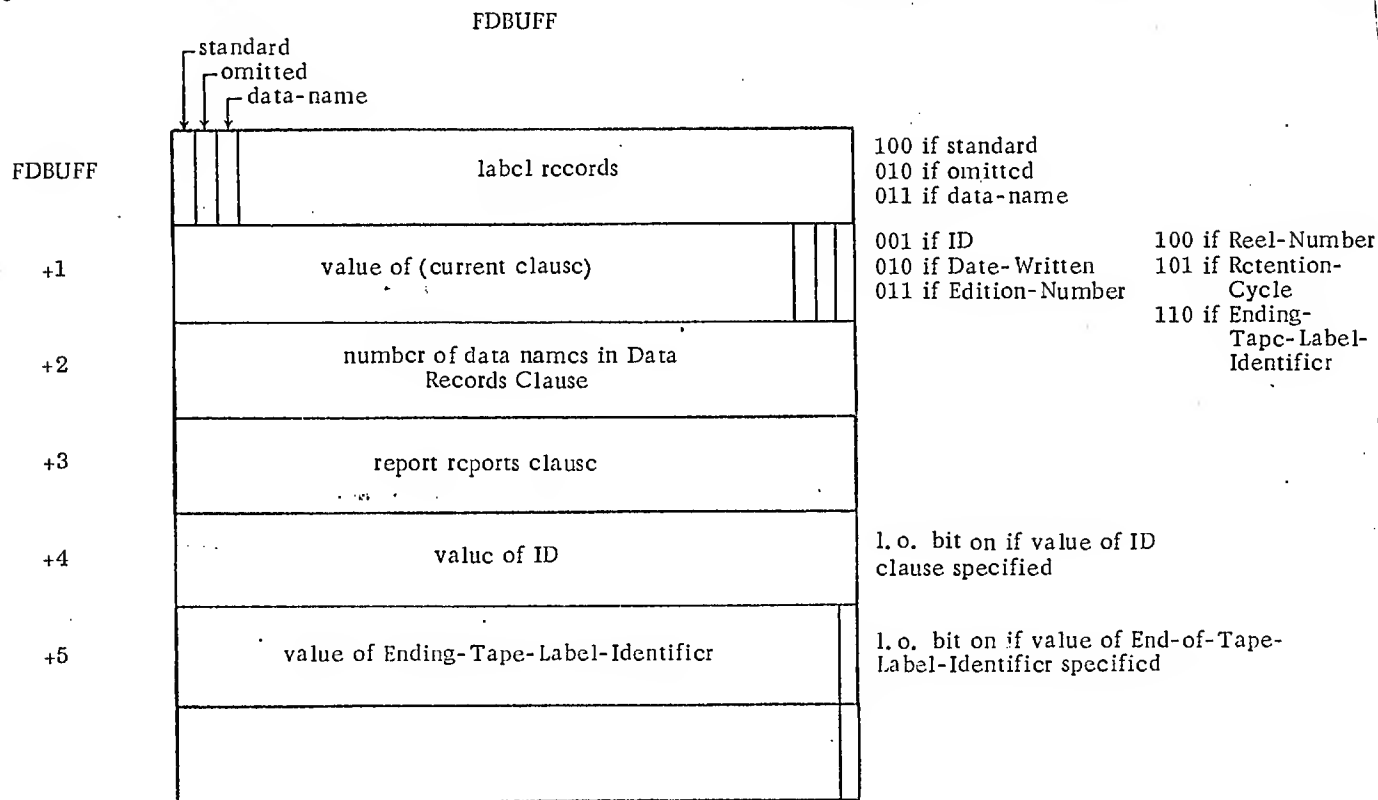 FDBUFF
standard
omitted
data-name
FDBUFF
label records
100 if standard
010 if omitted
011 if data-name
+1
value of (current clause)
001 if ID
010 if Date-Written
011 if Edition-Number
100 if Reel-Number
101 if Retention-
Cycle
110 if Ending-
Tape-Label-
Identifier
+2
number of data names in Data
Records Clause
+3
report reports clause
+4
value of ID
l.o. bit on if value of ID
clause specified
+5
value of Ending-Tape-Label-Identifier
l.o. bit on if value of End-of-Tape-
Label-Identifier specified